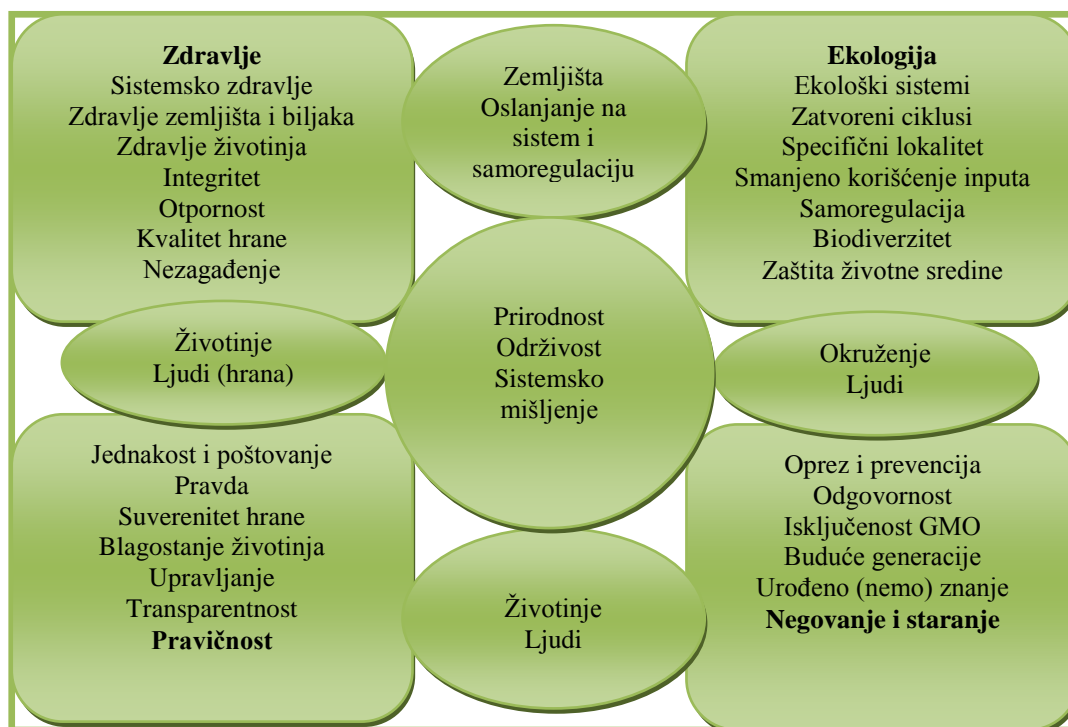 Zdravlje
Sistemsko zdravlje
Zdravlje zemljišta i biljaka
Zdravlje životinja
Integritet
Otpornost
Kvalitet hrane
Nezagađenje
Zemljišta
Oslanjanje na
sistem i
samoregulaciju
Ekologija
Ekološki sistemi
Zatvoreni ciklusi
Specifični lokalitet
Smanjeno korišćenje inputa
Samoregulacija
Biodiverzitet
Zaštita životne sredine
Životinje
Ljudi (hrana)
Prirodnost
Održivost
Sistemsko
mišljenje
Okruženje
Ljudi
Jednakost i poštovanje
Pravda
Suverenitet hrane
Blagostanje životinja
Upravljanje
Transparentnost
Pravičnost
Životinje
Ljudi
Oprez i prevencija
Odgovornost
Isključenost GMO
Buduće generacije
Urođeno (nemo) znanje
Negovanje i staranje